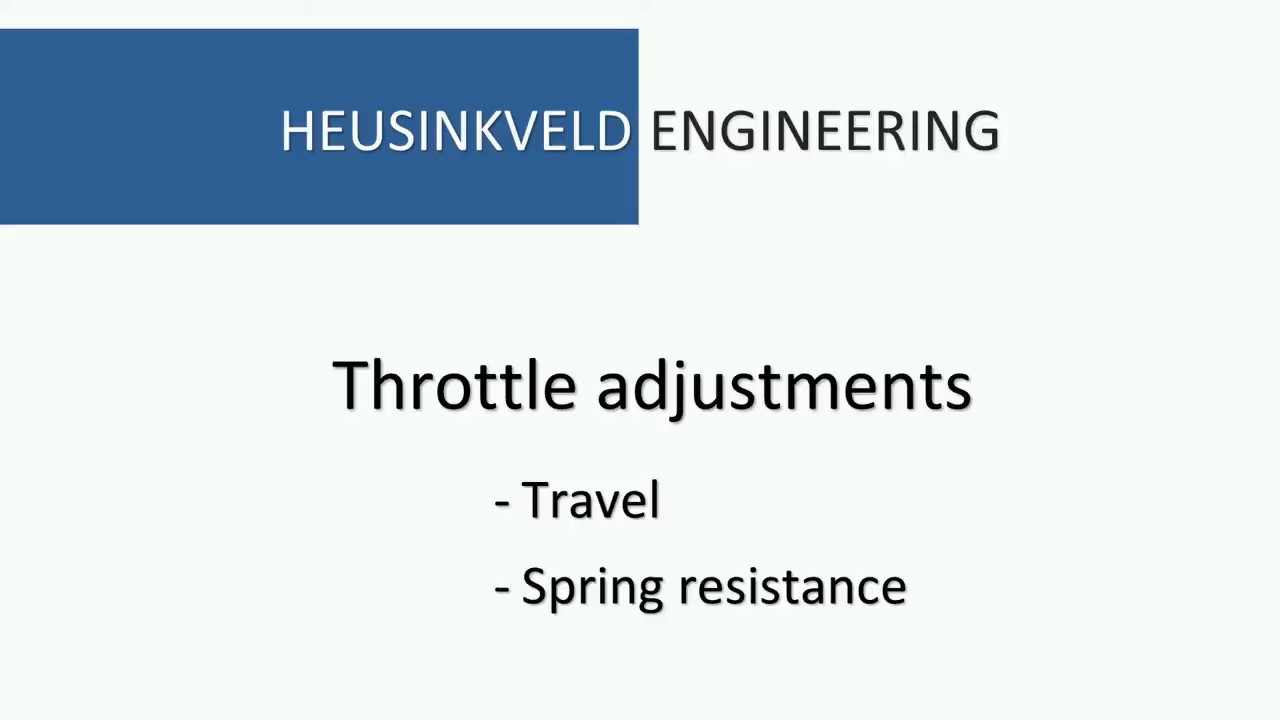 HEUSINKVELD ENGINEERING
Throttle adjustments
- Travel
- Spring resistance